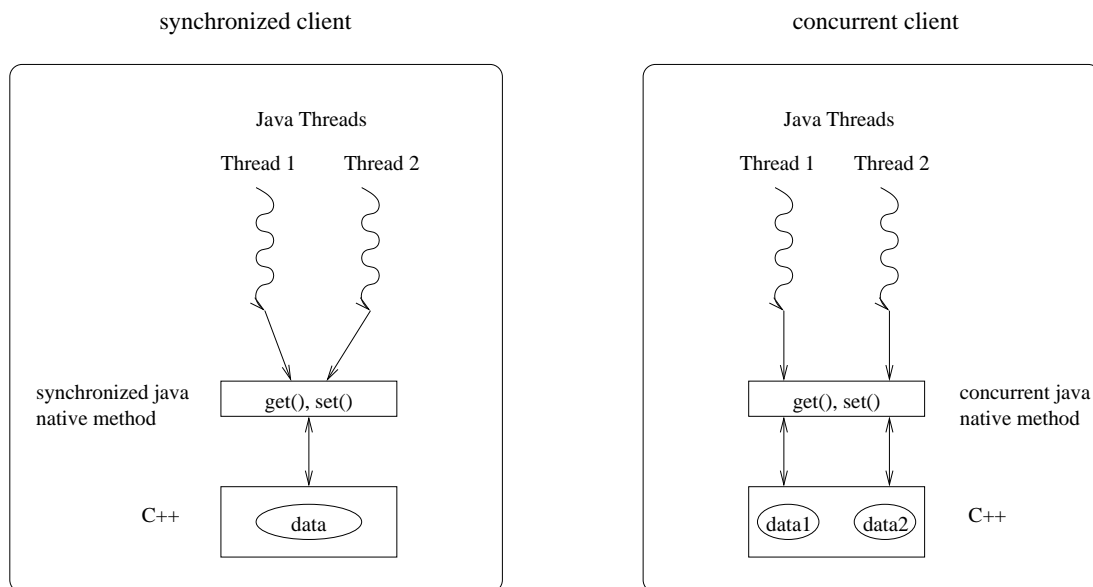 synchronized client
Java Threads
Thread 1
Thread 2
synchronized java
native method
get(), set()
C++
data
concurrent client
Java Threads
Thread 1
Thread 2
get(), set()
concurrent java
native method
data1
data2
C++